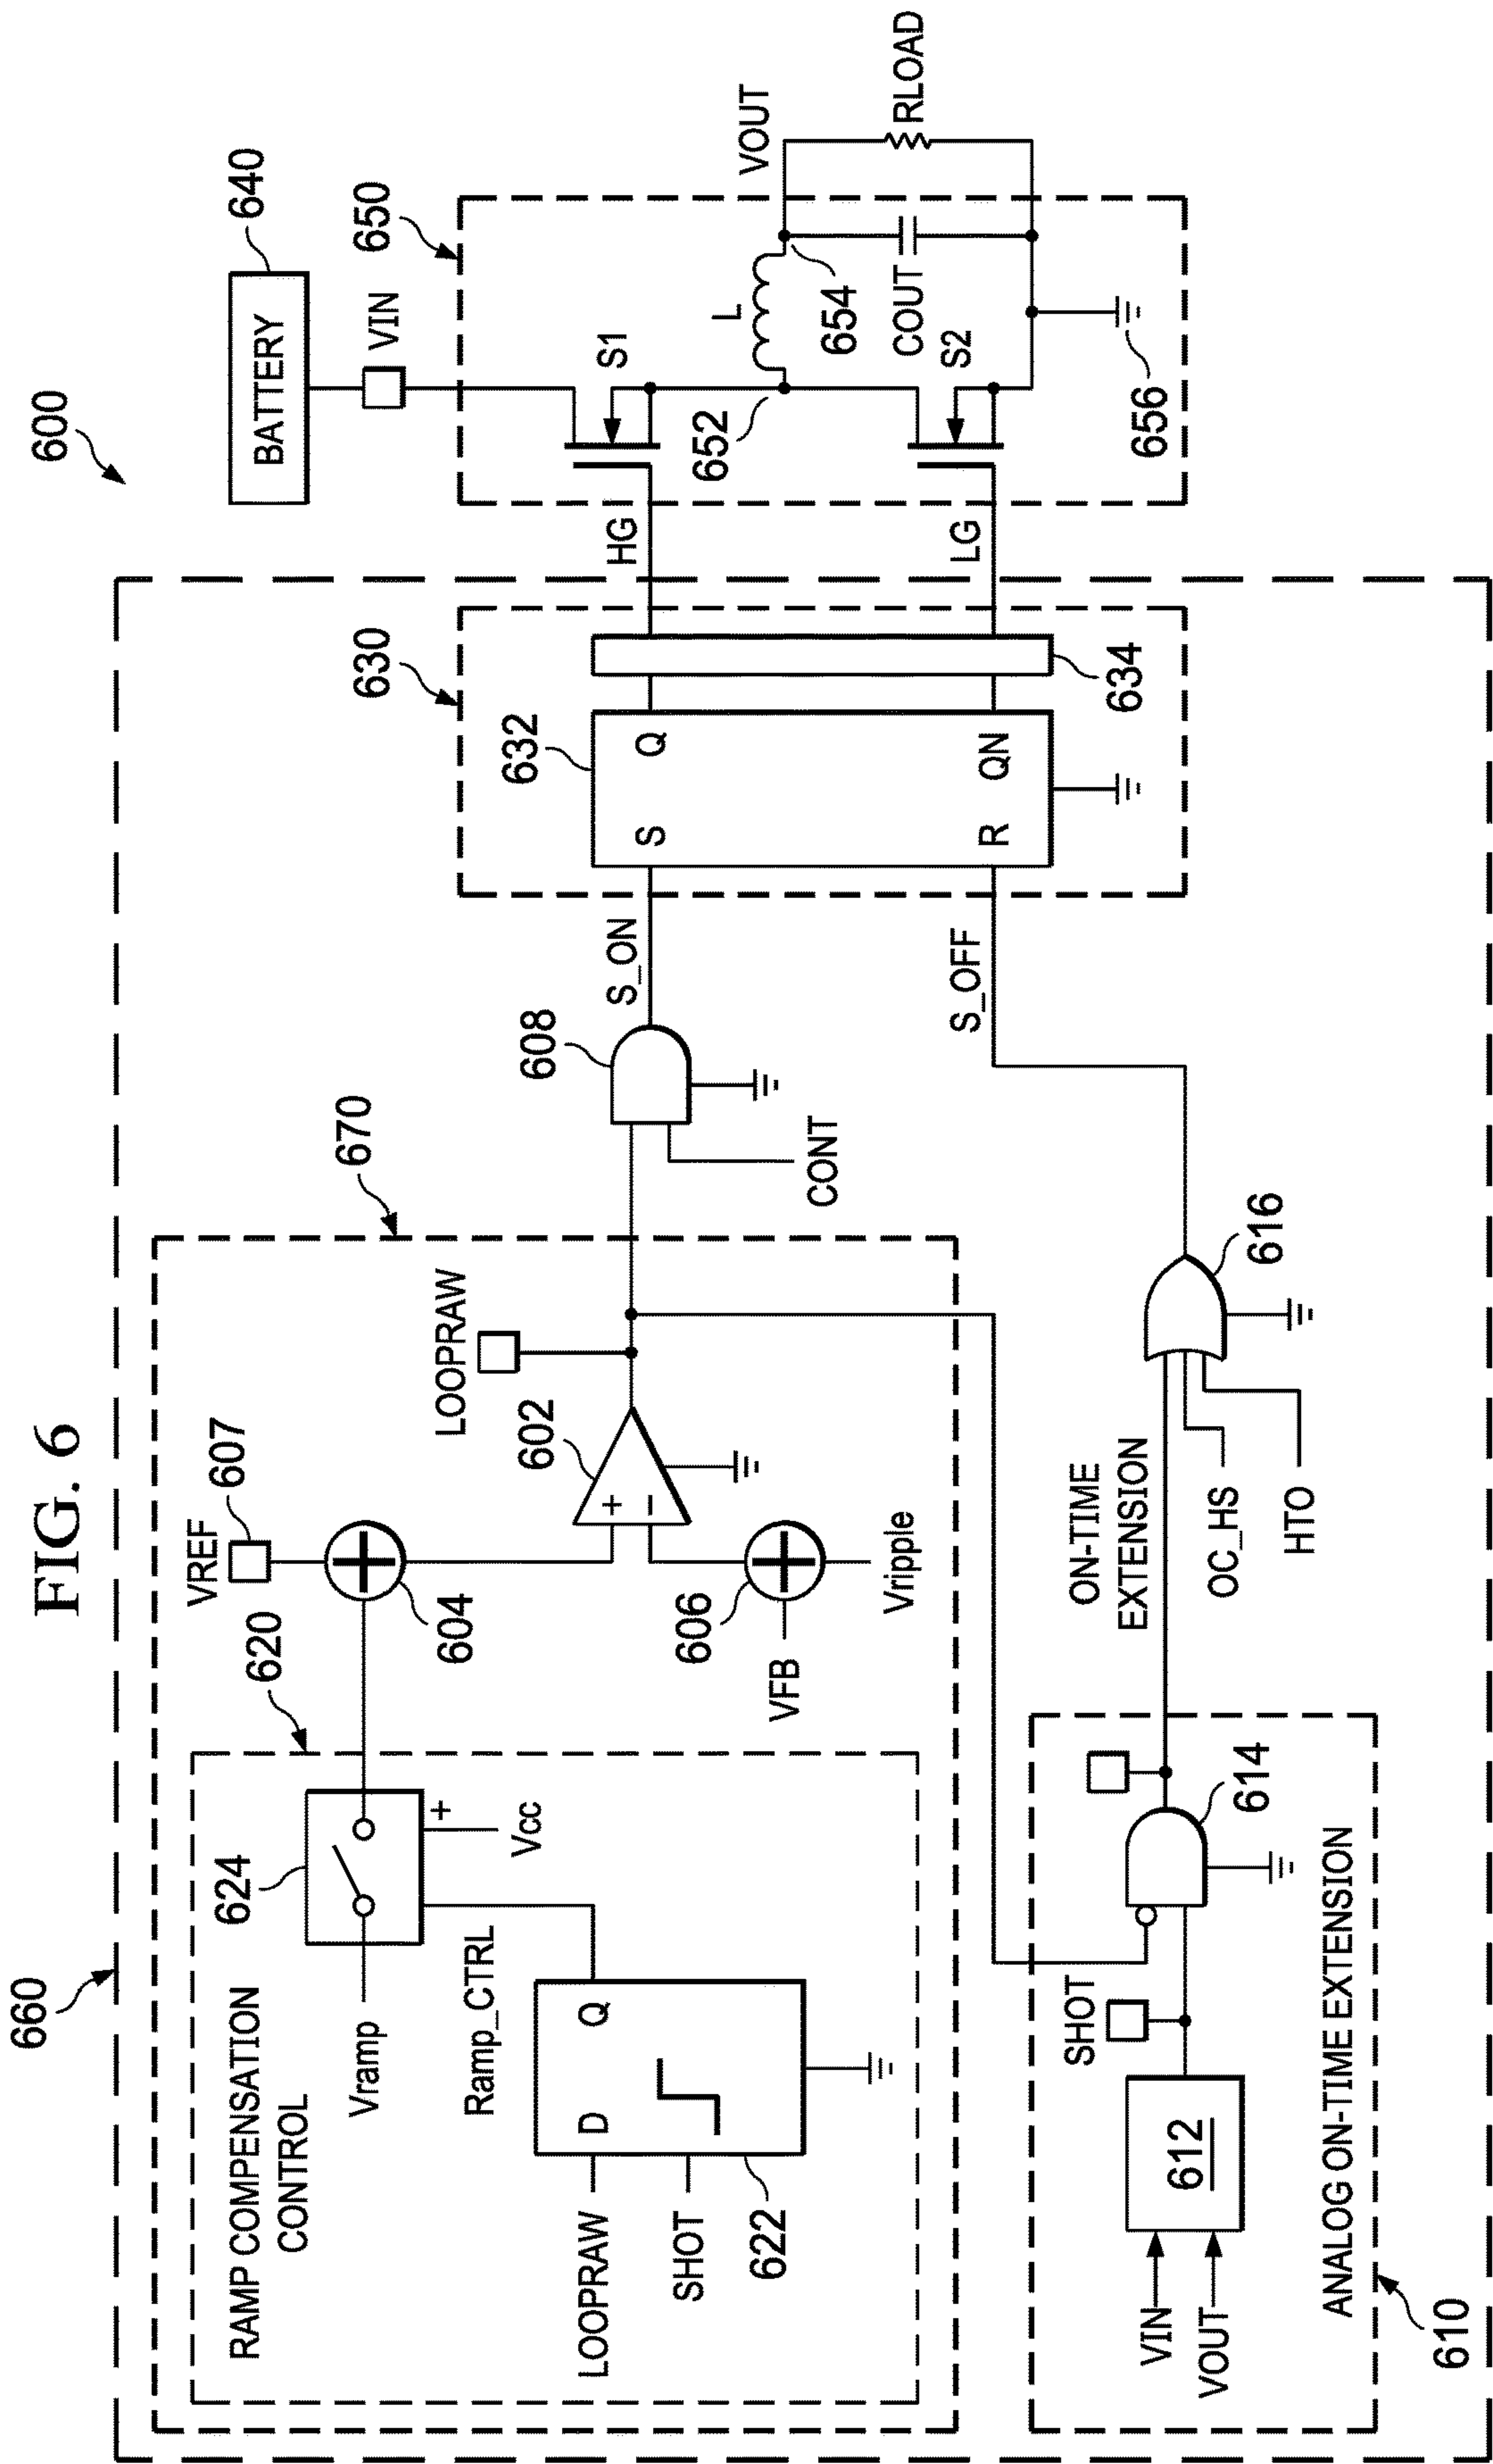 FIG. 6
600
660
670
620
RAMP COMPENSATION
CONTROL
Vramp
624
Vcc
+
Ramp_CTRL
LOOPRAW
SHOT
D
Q
622
VREF
607
604
LOOPRAW
602
+
−
606
VFB
Vripple
608
CONT
S_ON
630
632
S
Q
R
QN
634
S_OFF
HG
LG
BATTERY
640
VIN
650
S1
652
L
654
VOUT
COUT
RLOAD
S2
656
VIN
VOUT
612
SHOT
614
ANALOG ON-TIME EXTENSION
610
ON-TIME
EXTENSION
OC_HS
HTO
616